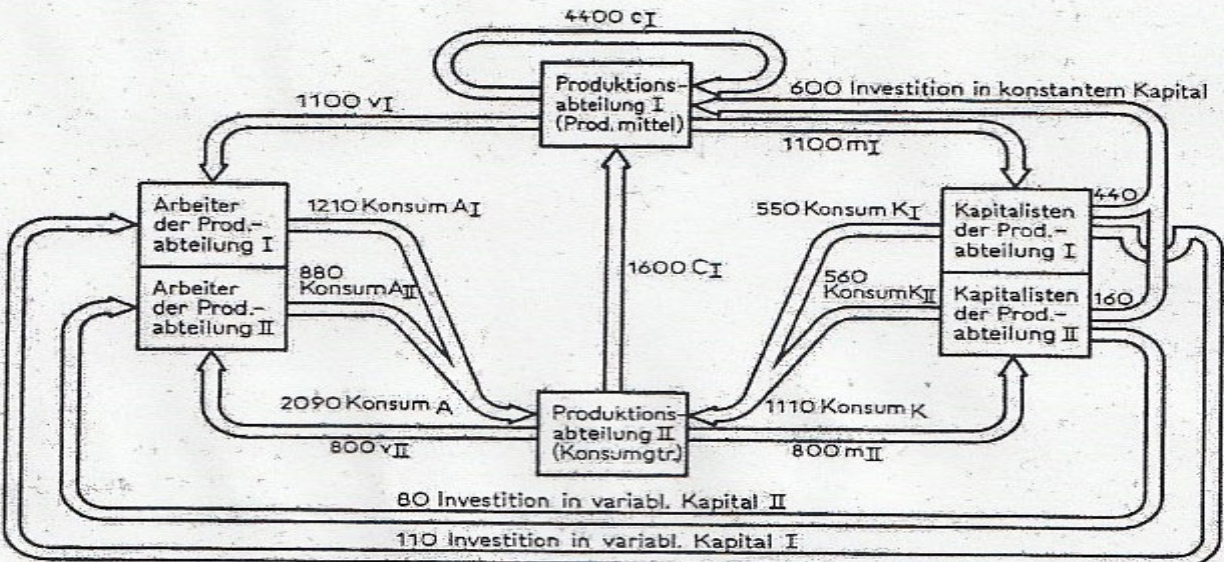 4400 cI
Produktions-
abteilung I
(Prod. mittel)
600 Investition in konstantem Kapital
1100 vI
1100 mI
Arbeiter
der Prod.-
abteilung I
1210 Konsum AI
550 Konsum KI
Kapitalisten
der Prod.-
abteilung I
440
1600 CI
Arbeiter
der Prod.-
abteilung II
880
Konsum AII
560
Konsum KII
Kapitalisten
der Prod.-
abteilung II
160
2090 Konsum A
Produktions-
abteilung II
(Konsumgtr.)
1110 Konsum K
800 vII
800 mII
80 Investition in variabl. Kapital II
110 Investition in variabl. Kapital I